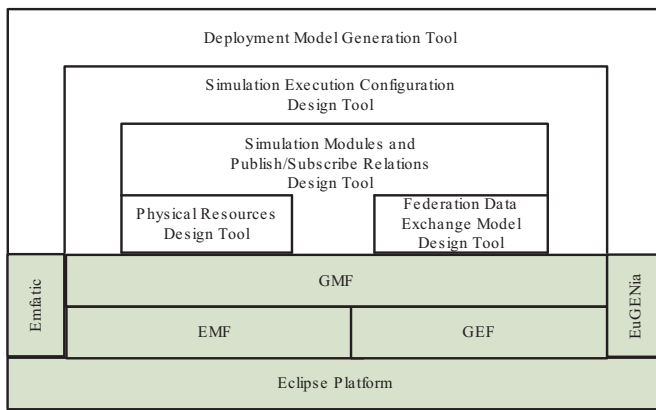 Deployment Model Generation Tool
Simulation Execution Configuration
Design Tool
Simulation Modules and
Publish/Subscribe Relations
Design Tool
Physical Resources
Design Tool
Federation Data
Exchange Model
Design Tool
Emfatic
GMF
EuGENia
EMF
GEF
Eclipse Platform